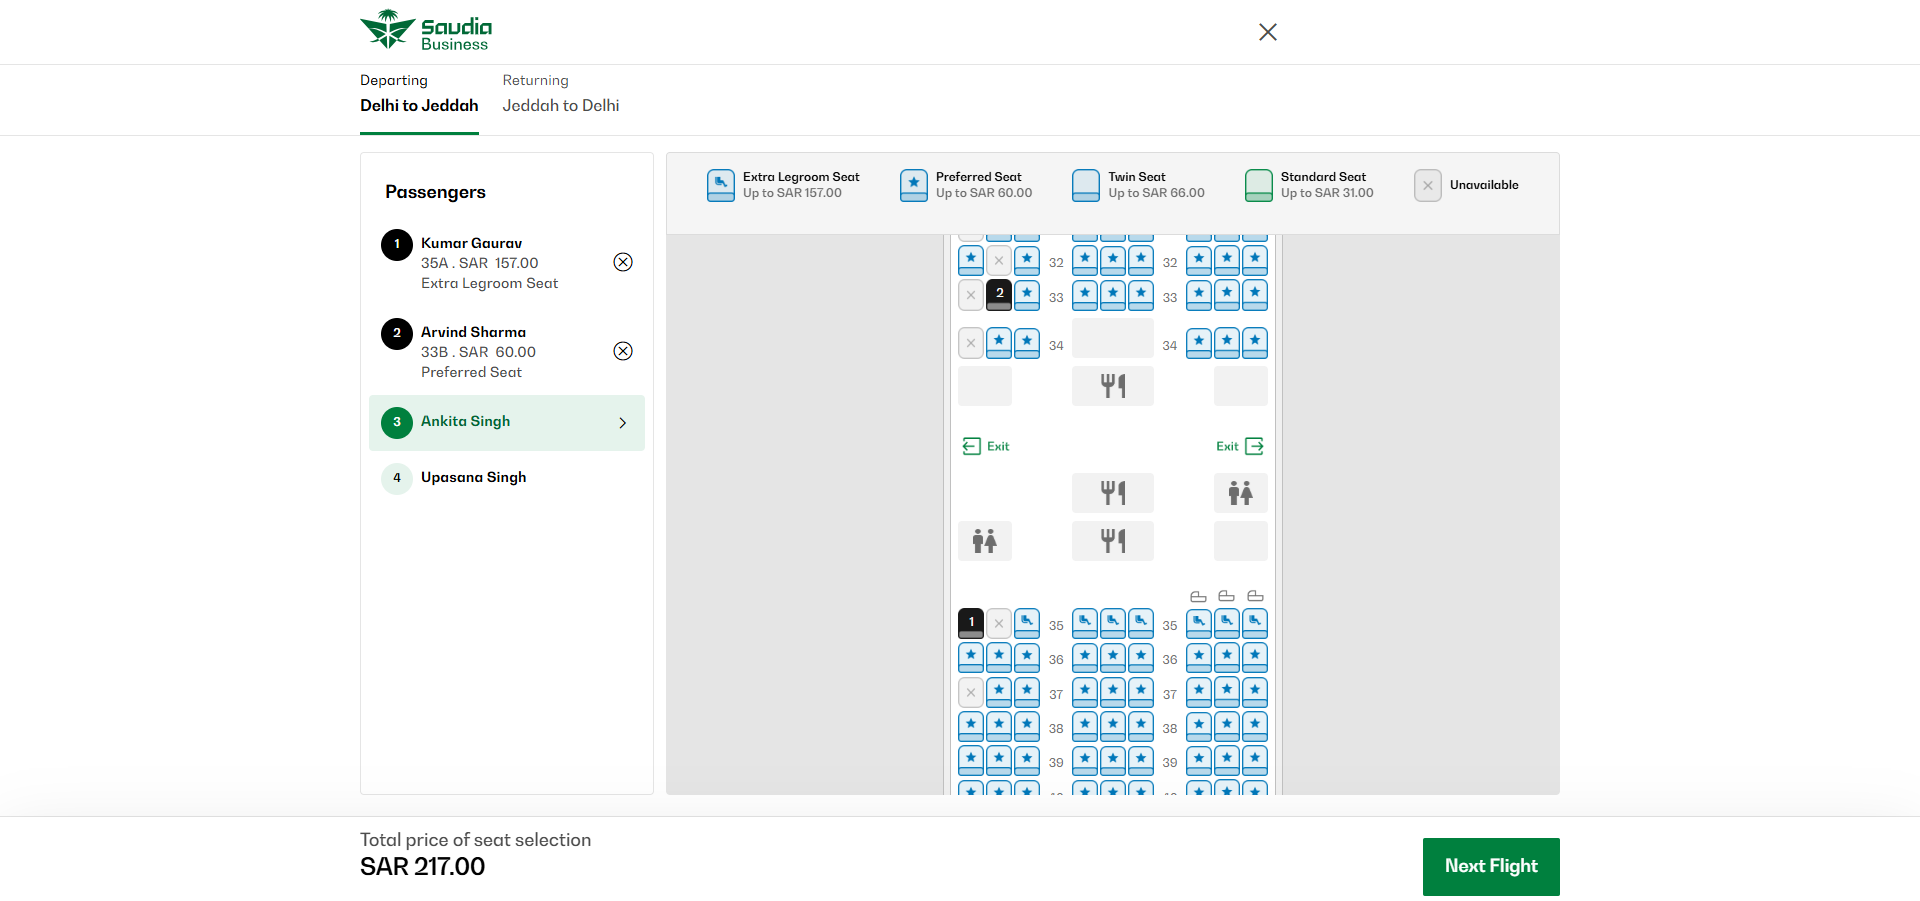 Saudia
Business
Departing
Delhi to Jeddah
Returning
Jeddah to Delhi
Passengers
1
Kumar Gaurav
35A . SAR 157.00
Extra Legroom Seat
2
Arvind Sharma
33B . SAR 60.00
Preferred Seat
3
Ankita Singh
4
Upasana Singh
Extra Legroom Seat
Up to SAR 157.00
Preferred Seat
Up to SAR 60.00
Twin Seat
Up to SAR 66.00
Standard Seat
Up to SAR 31.00
Unavailable
32 32
2 33 33
34 34
Exit Exit
1 35 35
36 36
37 37
38 38
39 39
Total price of seat selection
SAR 217.00
Next Flight